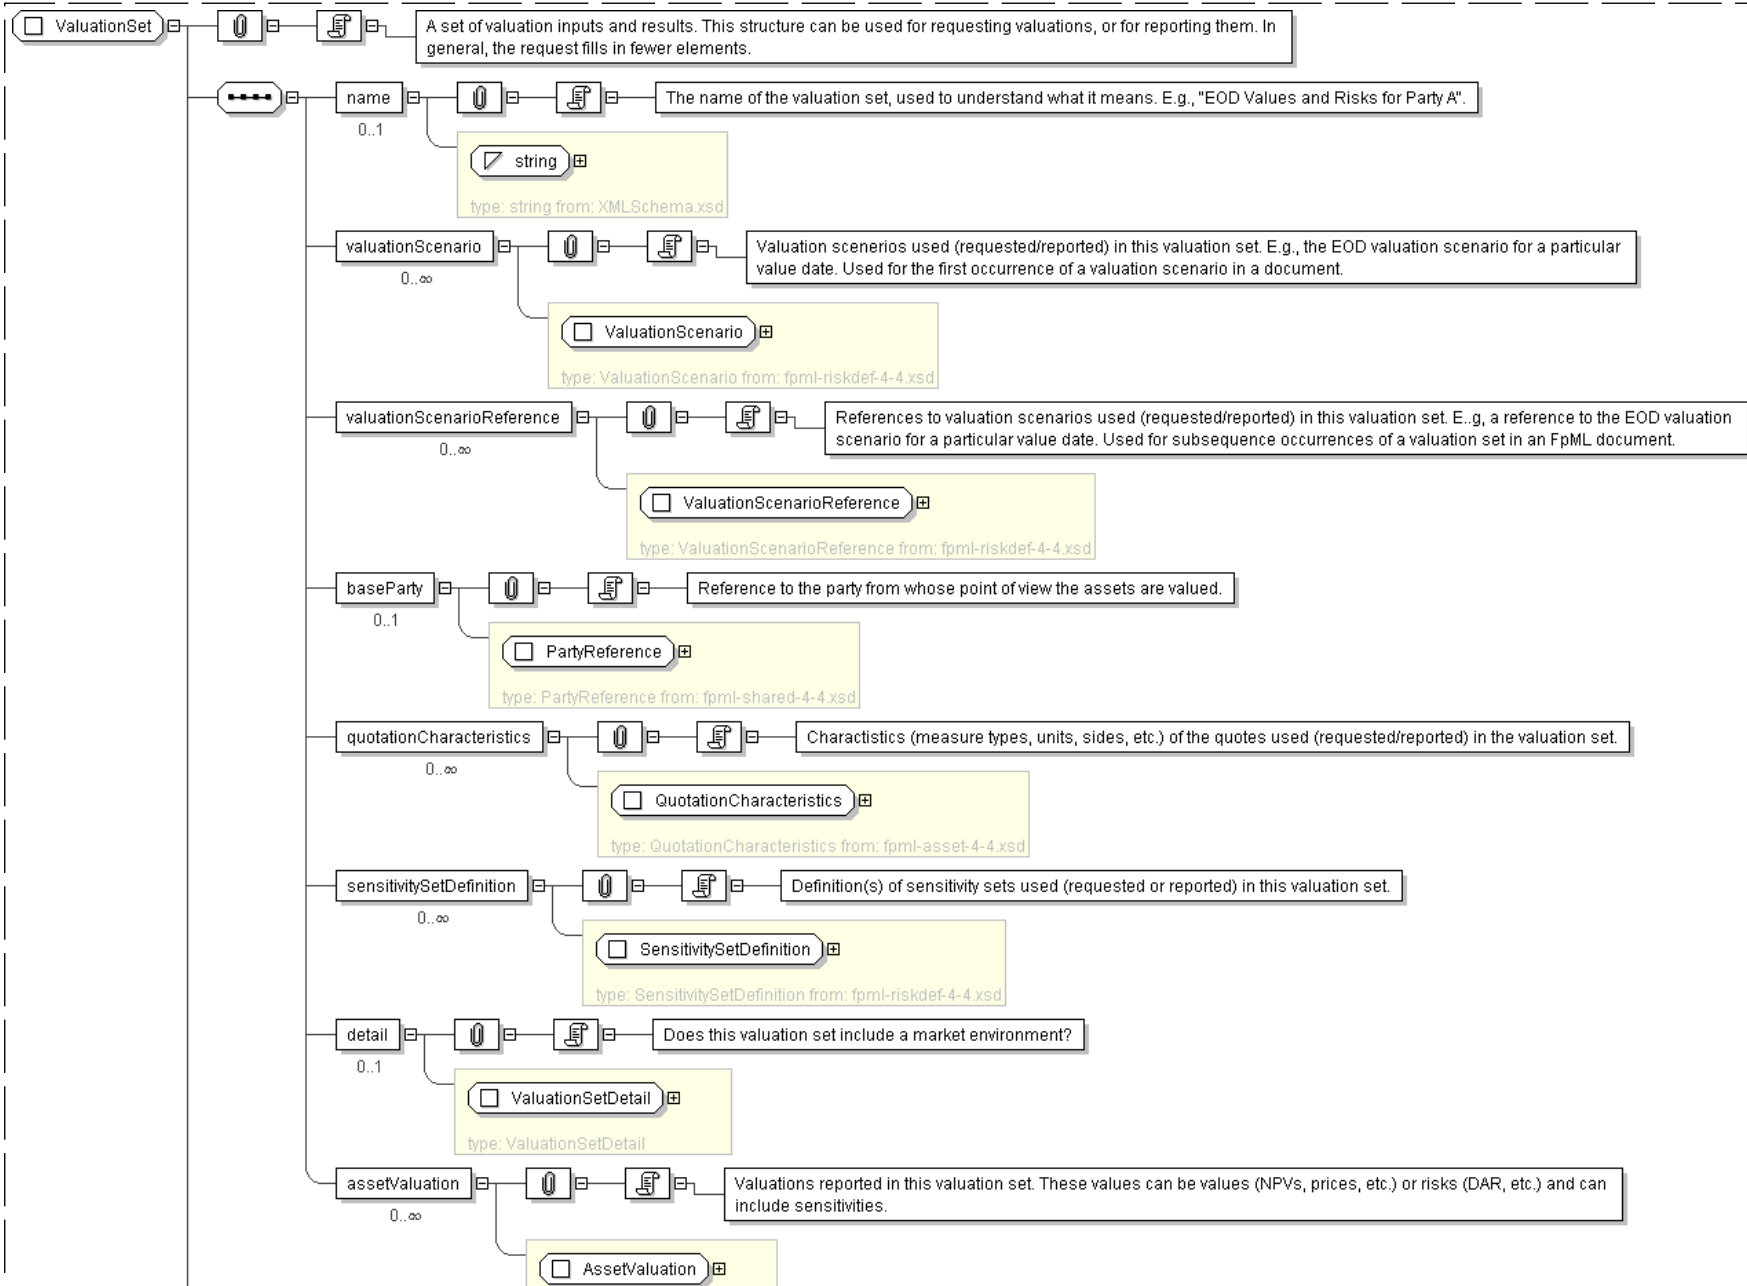 ValuationSet
A set of valuation inputs and results. This structure can be used for requesting valuations, or for reporting them. In
general, the request fills in fewer elements.
name
The name of the valuation set, used to understand what it means. E.g., "EOD Values and Risks for Party A".
0..1
string
type: string from: XMLSchema.xsd
valuationScenario
Valuation scenerios used (requested/reported) in this valuation set. E.g., the EOD valuation scenario for a particular
value date. Used for the first occurrence of a valuation scenario in a document.
0..∞
ValuationScenario
type: ValuationScenario from: fpml-riskdef-4-4.xsd
valuationScenarioReference
References to valuation scenarios used (requested/reported) in this valuation set. E..g, a reference to the EOD valuation
scenario for a particular value date. Used for subsequence occurrences of a valuation set in an FpML document.
0..∞
ValuationScenarioReference
type: ValuationScenarioReference from: fpml-riskdef-4-4.xsd
baseParty
Reference to the party from whose point of view the assets are valued.
0..1
PartyReference
type: PartyReference from: fpml-shared-4-4.xsd
quotationCharacteristics
Charactistics (measure types, units, sides, etc.) of the quotes used (requested/reported) in the valuation set.
0..∞
QuotationCharacteristics
type: QuotationCharacteristics from: fpml-asset-4-4.xsd
sensitivitySetDefinition
Definition(s) of sensitivity sets used (requested or reported) in this valuation set.
0..∞
SensitivitySetDefinition
type: SensitivitySetDefinition from: fpml-riskdef-4-4.xsd
detail
Does this valuation set include a market environment?
0..1
ValuationSetDetail
type: ValuationSetDetail
assetValuation
Valuations reported in this valuation set. These values can be values (NPVs, prices, etc.) or risks (DAR, etc.) and can
include sensitivities.
0..∞
AssetValuation